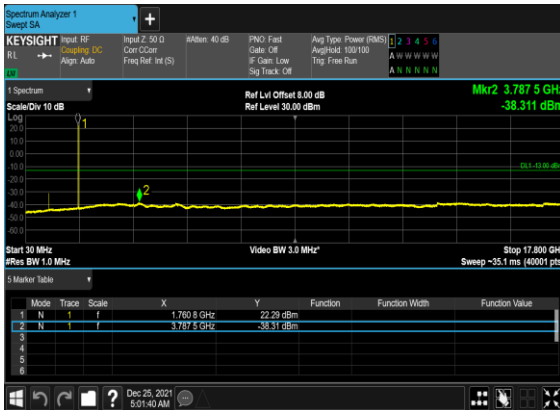 Spectrum Analyzer 1
Swept SA
+
KEYSIGHT Input: RF Input Z: 50 Ω #Atten: 40 dB PNO: Fast Avg Type: Power (RMS) 1 2 3 4 5 6
RL Coupling: DC Corr CCorr Gate: Off Avg|Hold: 100/100 A W W W W W
Align: Auto Freq Ref: Int (S) IF Gain: Low Trig: Free Run
LW Sig Track: Off A N N N N N
1 Spectrum Ref Lvl Offset 8.00 dB Mkr2 3.787 5 GHz
Scale/Div 10 dB Ref Level 30.00 dBm -38.311 dBm
Log
1
20.0
10.0
0.00
-10.0
DL1 -13.00 dBm
-20.0
-30.0
2
-40.0
-50.0
-60.0
Start 30 MHz Video BW 3.0 MHz* Stop 17.800 GHz
#Res BW 1.0 MHz Sweep ~35.1 ms (40001 pts)
5 Marker Table
Mode Trace Scale X Y Function Function Width Function Value
1 N 1 f 1.760 8 GHz 22.29 dBm
2 N 1 f 3.787 5 GHz -38.31 dBm
3
4
5
6
?
Dec 25, 2021
5:01:40 AM